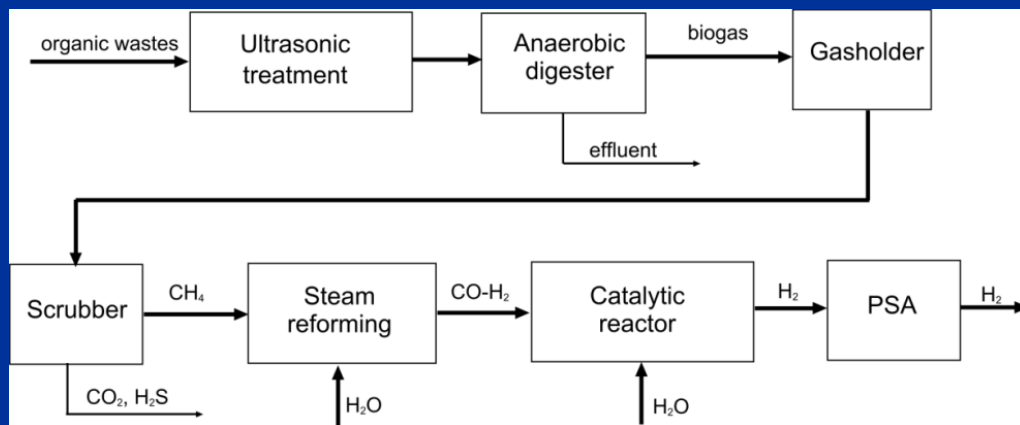 organic wastes
Ultrasonic
treatment
Anaerobic
digester
biogas
Gasholder
effluent
Scrubber
CH₄
Steam
reforming
CO-H₂
Catalytic
reactor
H₂
PSA
H₂
CO₂, H₂S
H₂O
H₂O